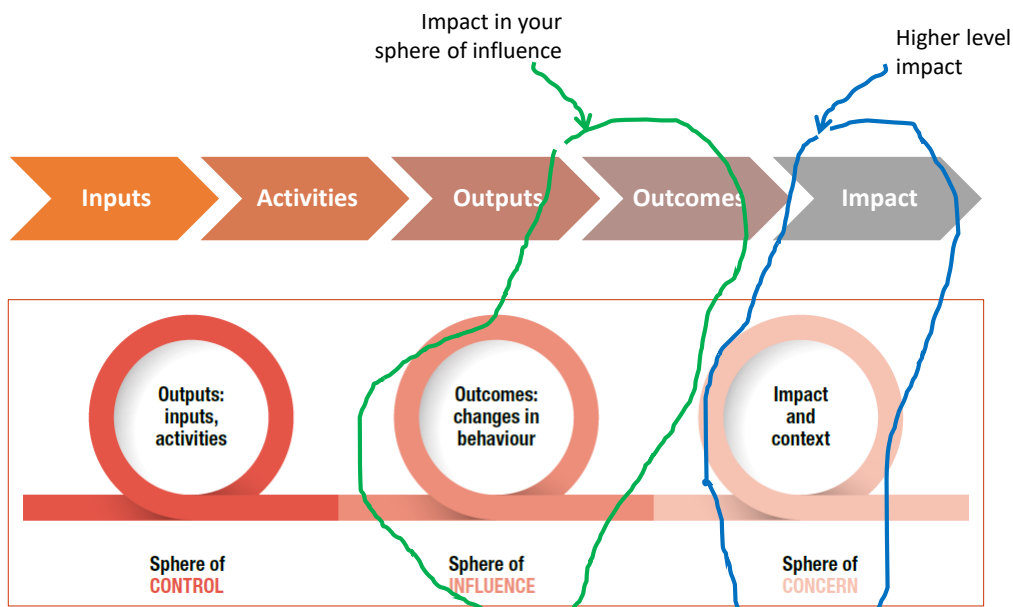 Impact in your
sphere of influence
Higher level
impact
Inputs
Activities
Outputs
Outcomes
Impact
Outputs:
inputs,
activities
Outcomes:
changes in
behaviour
Impact
and
context
Sphere of
CONTROL
Sphere of
INFLUENCE
Sphere of
CONCERN